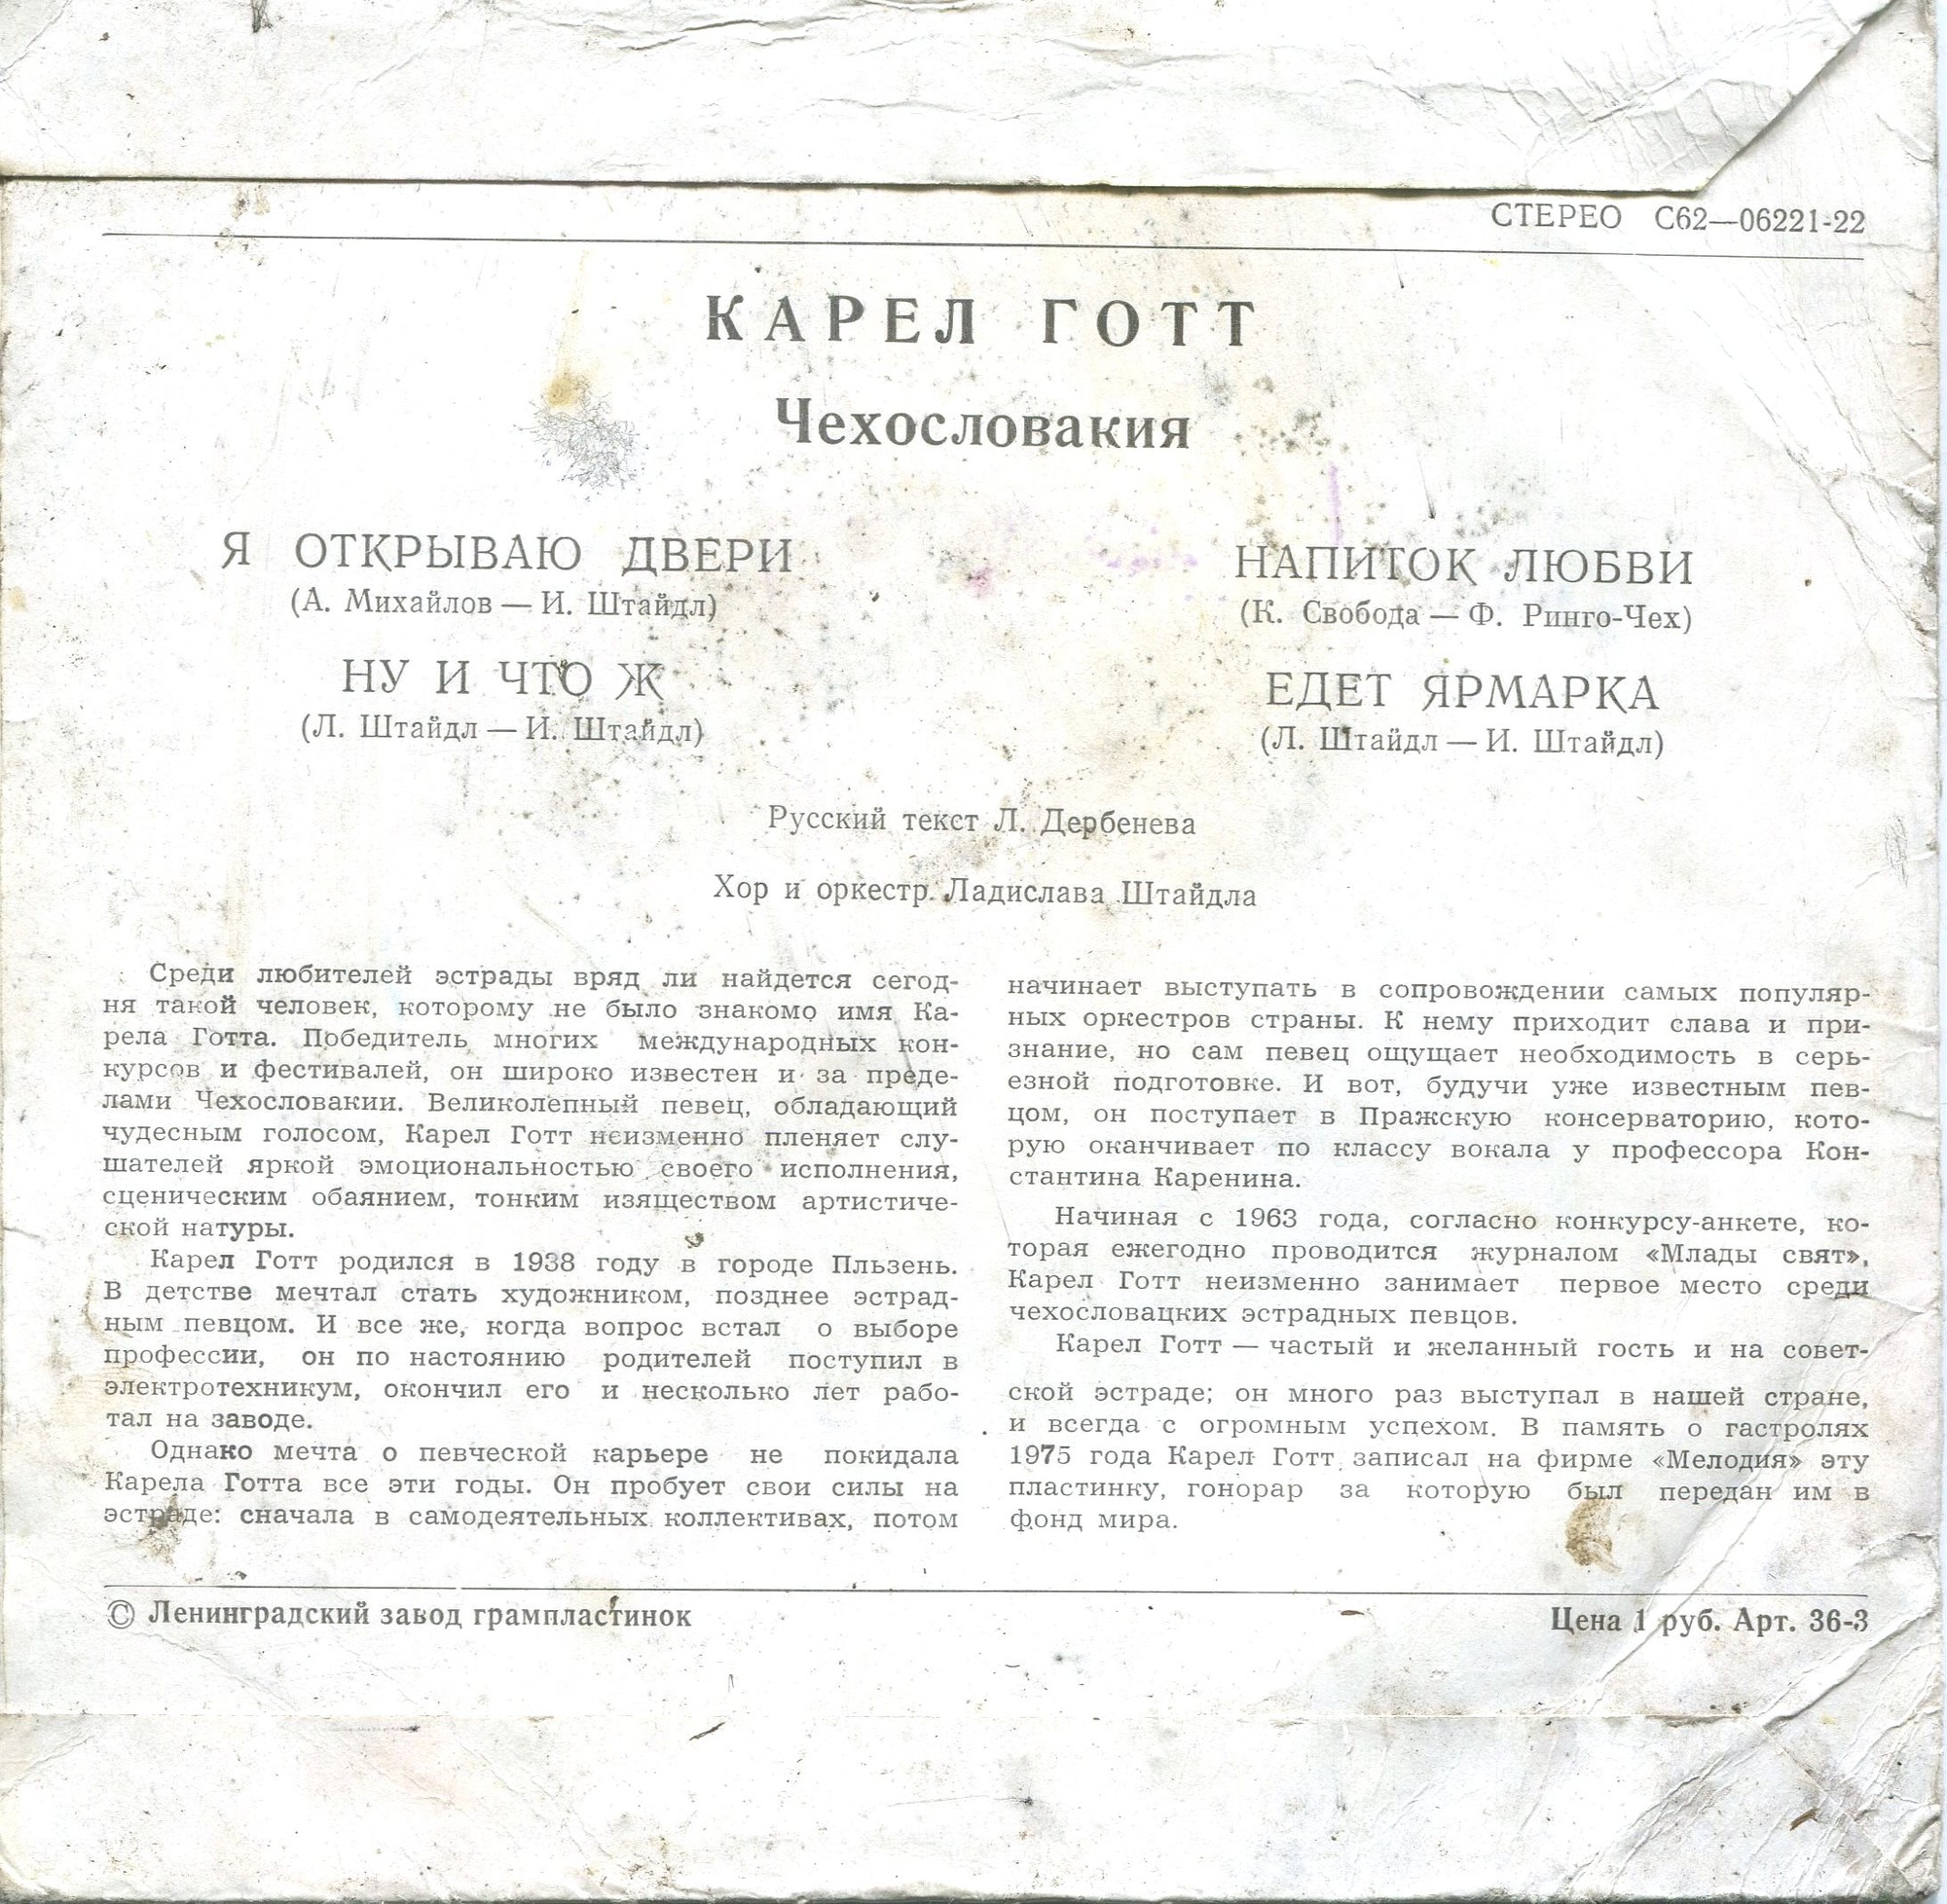 СТЕРЕО С62—06221-22
КАРЕЛ ГОТТ
Чехословакия
Я ОТКРЫВАЮ ДВЕРИ
(А. Михайлов — И. Штайдл)
НУ И ЧТО Ж
(Л. Штайдл — И. Штайдл)
НАПИТОК ЛЮБВИ
(К. Свобода — Ф. Ринго-Чех)
ЕДЕТ ЯРМАРКА
(Л. Штайдл — И. Штайдл)
Русский текст Л. Дербенева
Хор и оркестр Ладислава Штайдла
Среди любителей эстрады вряд ли найдется сегод-
ня такой человек, которому не было знакомо имя Ка-
рела Готта. Победитель многих международных кон-
курсов и фестивалей, он широко известен и за преде-
лами Чехословакии. Великолепный певец, обладающий
чудесным голосом, Карел Готт неизменно пленяет слу-
шателей яркой эмоциональностью своего исполнения,
сценическим обаянием, тонким изяществом артистиче-
ской натуры.
Карел Готт родился в 1938 году в городе Пльзень.
В детстве мечтал стать художником, позднее эстрад-
ным певцом. И все же, когда вопрос встал о выборе
профессии, он по настоянию родителей поступил в
электротехникум, окончил его и несколько лет рабо-
тал на заводе.
Однако мечта о певческой карьере не покидала
Карела Готта все эти годы. Он пробует свои силы на
эстраде: сначала в самодеятельных коллективах, потом
начинает выступать в сопровождении самых популяр-
ных оркестров страны. К нему приходит слава и при-
знание, но сам певец ощущает необходимость в серь-
езной подготовке. И вот, будучи уже известным пев-
цом, он поступает в Пражскую консерваторию, кото-
рую оканчивает по классу вокала у профессора Кон-
стантина Каренина.
Начиная с 1963 года, согласно конкурсу-анкете, ко-
торая ежегодно проводится журналом «Млады свят»,
Карел Готт неизменно занимает первое место среди
чехословацких эстрадных певцов.
Карел Готт — частый и желанный гость и на совет-
ской эстраде; он много раз выступал в нашей стране,
и всегда с огромным успехом. В память о гастролях
1975 года Карел Готт записал на фирме «Мелодия» эту
пластинку, гонорар за которую был передан им в
фонд мира.
© Ленинградский завод грампластинок
Цена 1 руб. Арт. 36-3